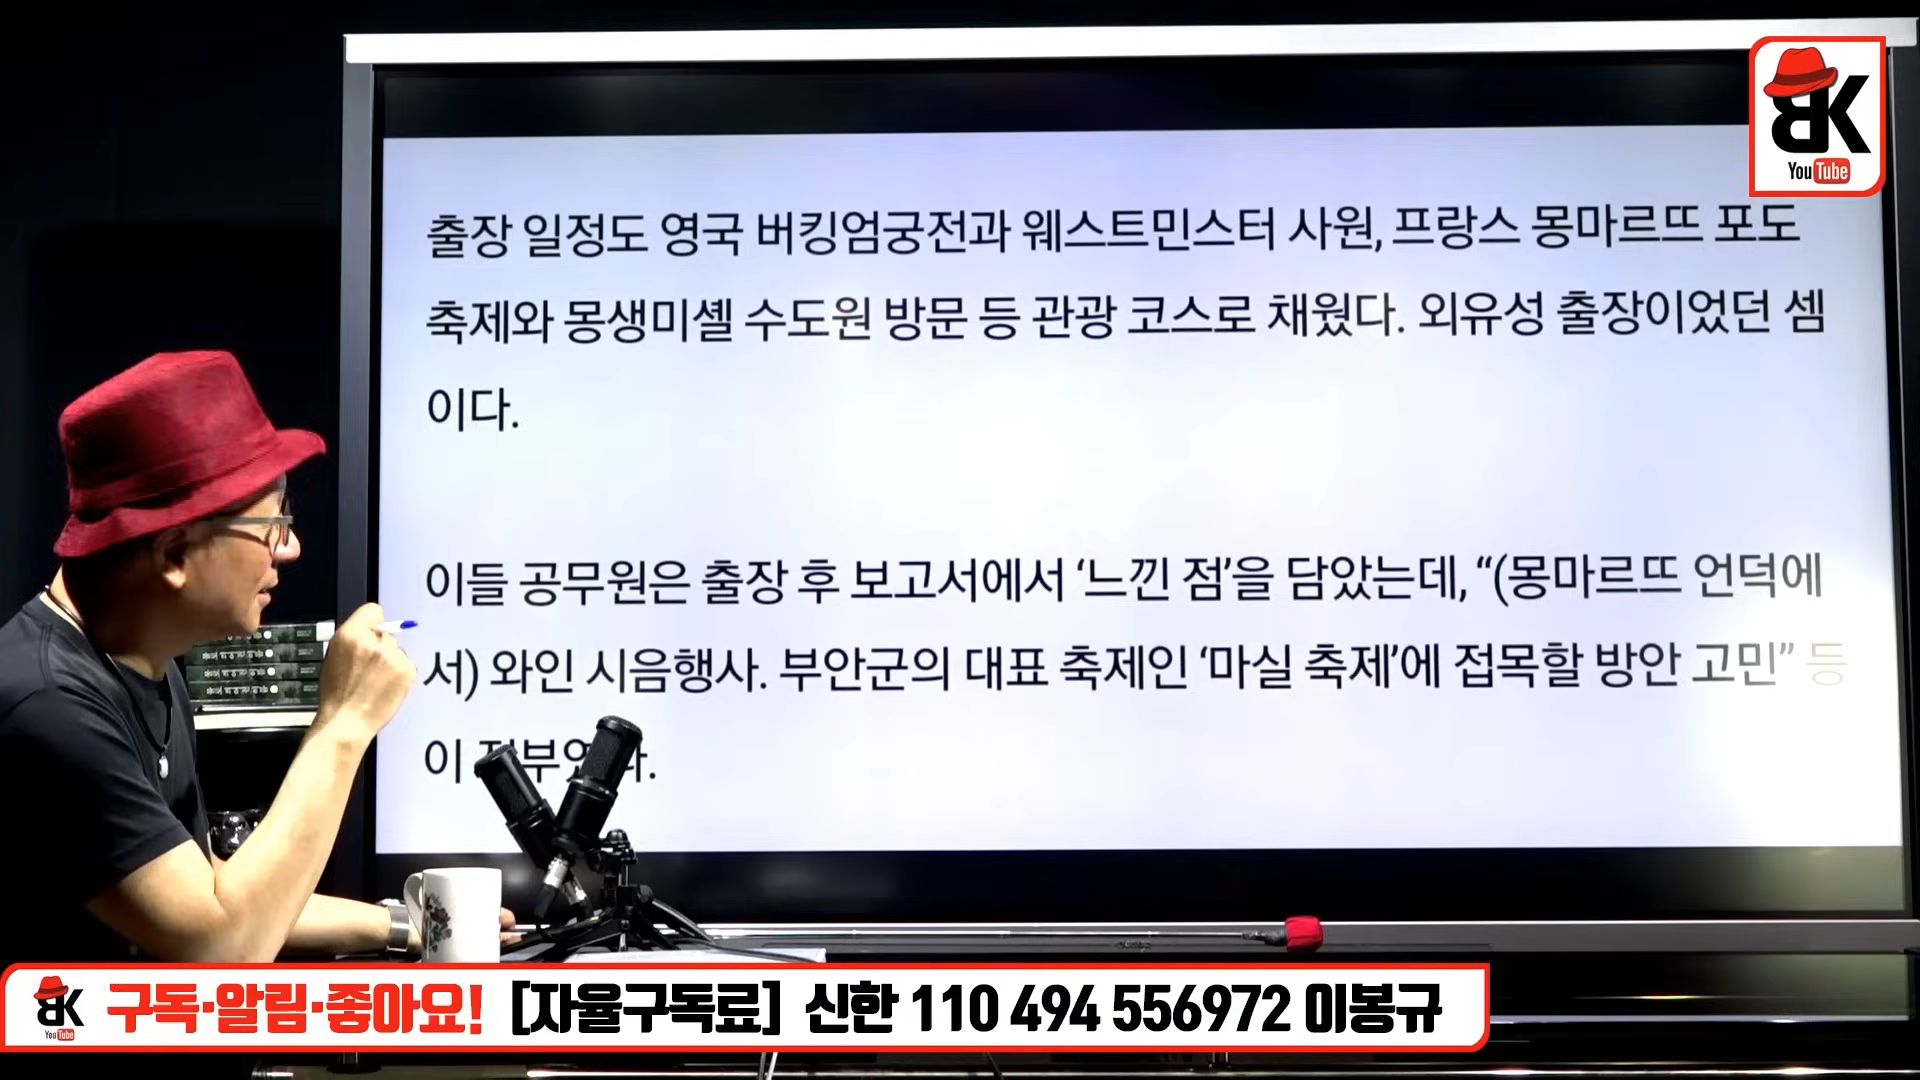 BK
YouTube
출장 일정도 영국 버킹엄궁전과 웨스트민스터 사원, 프랑스 몽마르뜨 포도
축제와 몽생미셸 수도원 방문 등 관광 코스로 채웠다. 외유성 출장이었던 셈
이다.
이들 공무원은 출장 후 보고서에서 ‘느낀 점’을 담았는데, “(몽마르뜨 언덕에
서) 와인 시음행사. 부안군의 대표 축제인 ‘마실 축제’에 접목할 방안 고민” 등
이
BK
YouTube
구독·알림·좋아요! [자율구독료] 신한 110 494 556972 이봉규